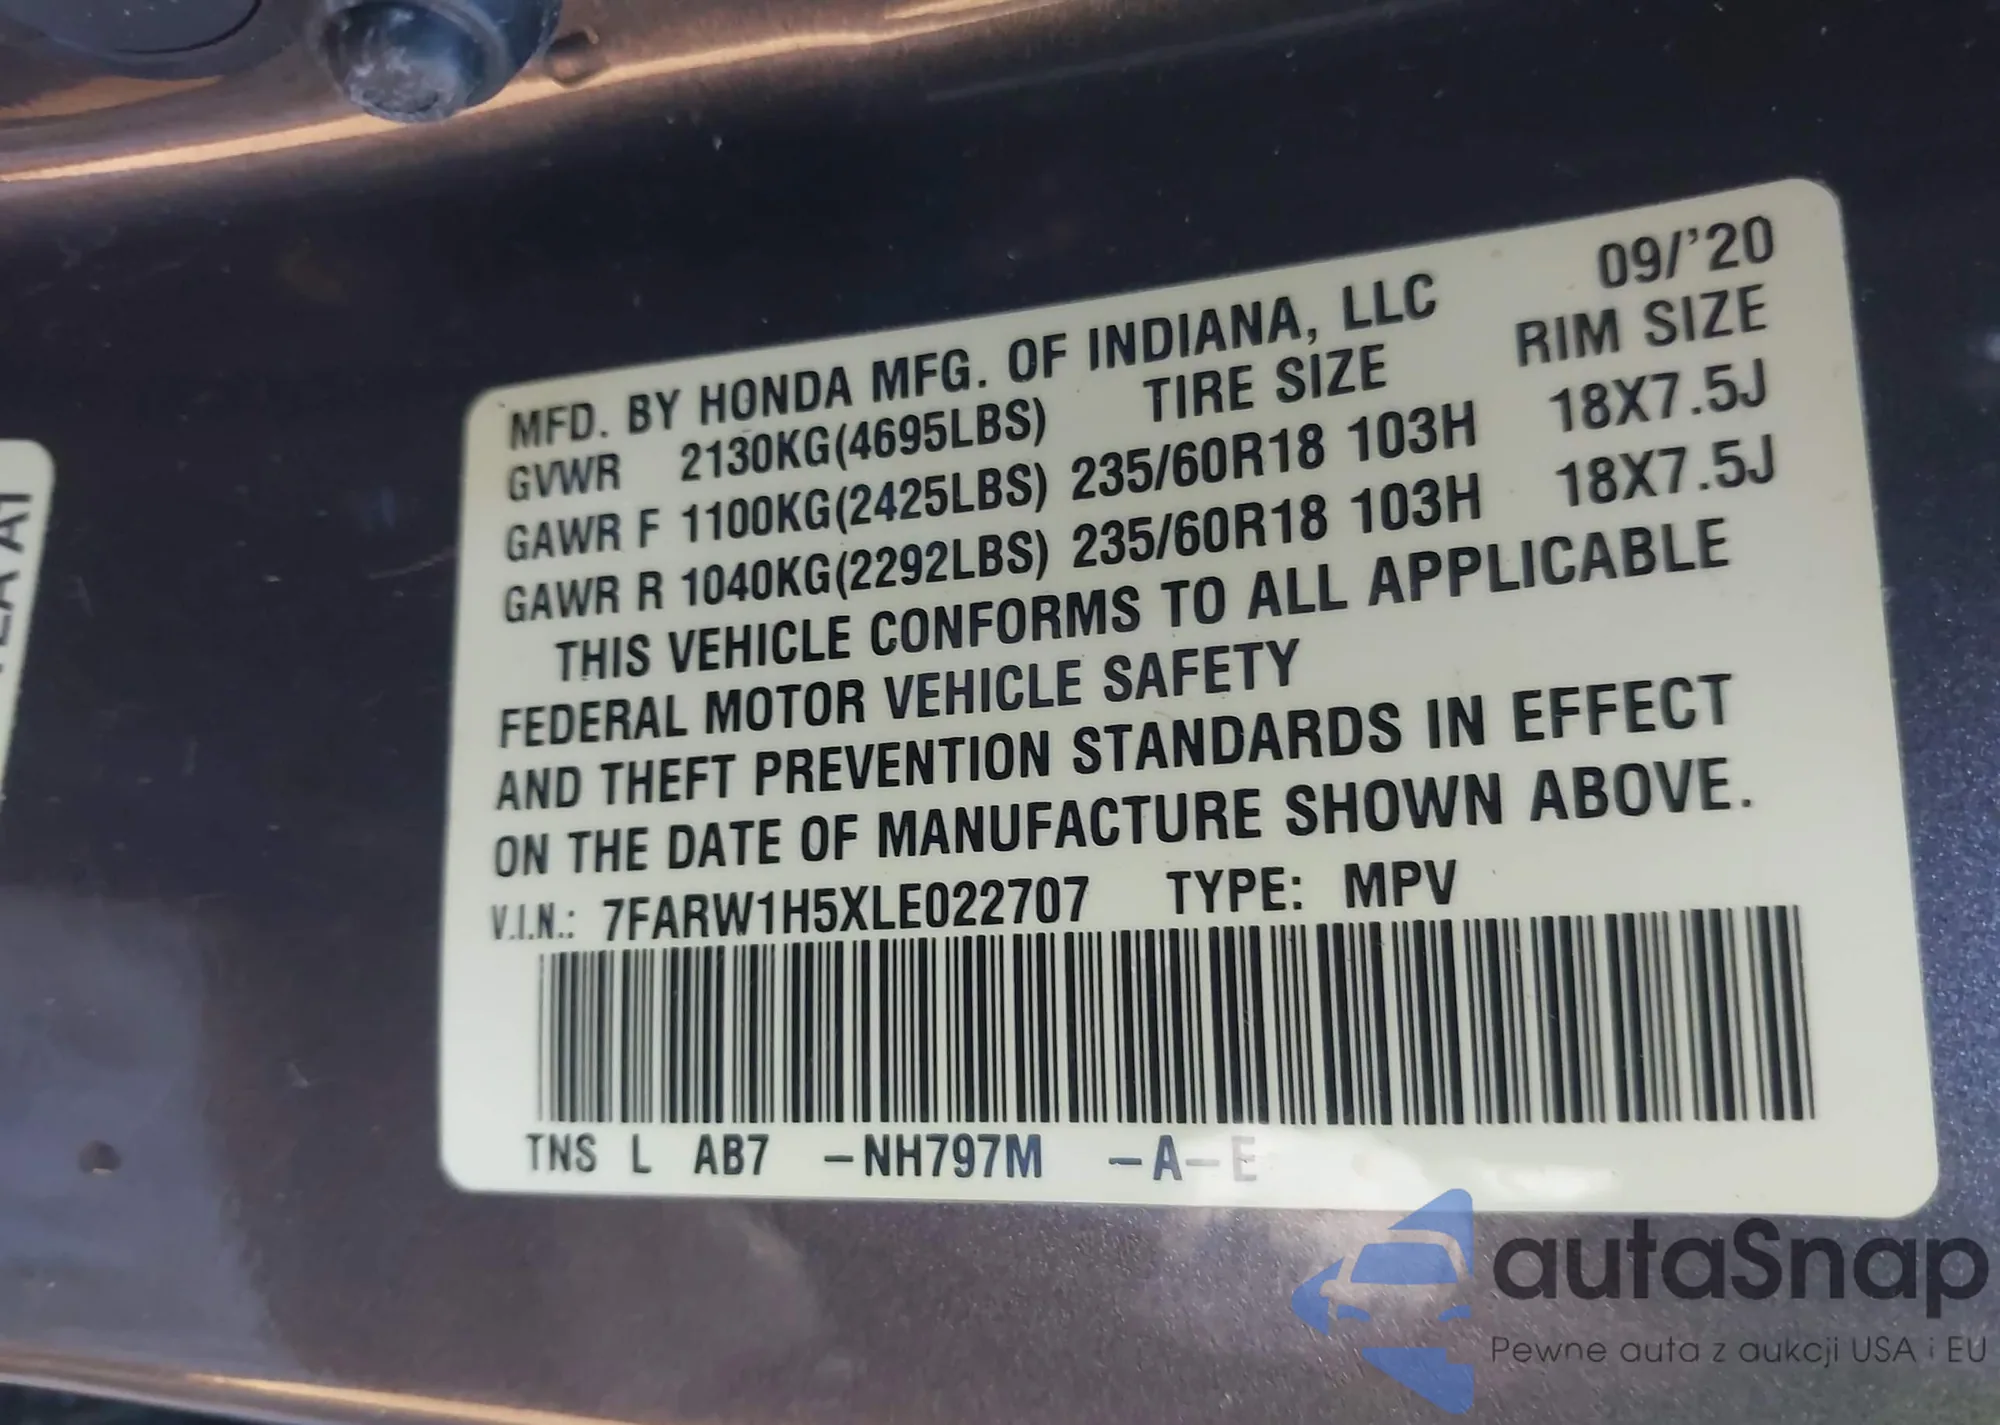 MFD. BY HONDA MFG. OF INDIANA, LLC 09/'20
GVWR 2130KG(4695LBS) TIRE SIZE RIM SIZE
GAWR F 1100KG(2425LBS) 235/60R18 103H 18X7.5J
GAWR R 1040KG(2292LBS) 235/60R18 103H 18X7.5J
THIS VEHICLE CONFORMS TO ALL APPLICABLE
FEDERAL MOTOR VEHICLE SAFETY
AND THEFT PREVENTION STANDARDS IN EFFECT
ON THE DATE OF MANUFACTURE SHOWN ABOVE.
V.I.N.: 7FARW1H5XLE022707 TYPE: MPV
TNS L AB7 –NH797M –A–E
autaSnap
Pewne auta z aukcji USA i EU